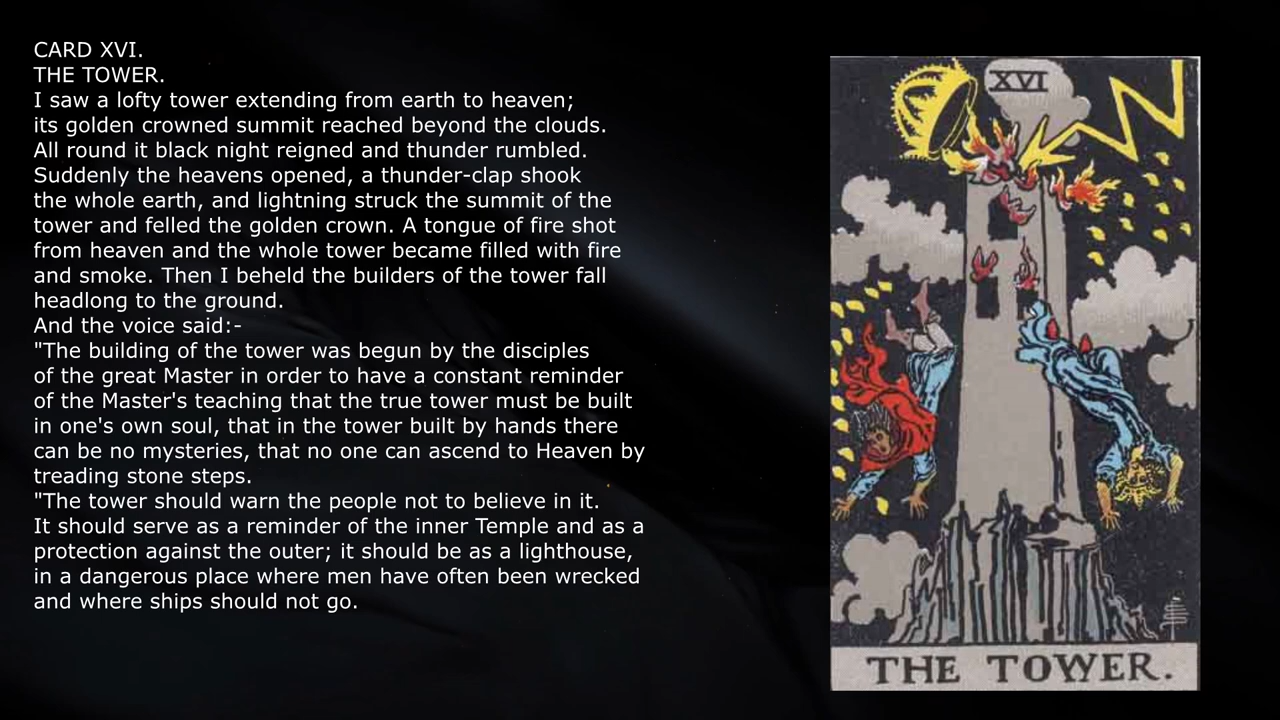 CARD XVI.
THE TOWER.
I saw a lofty tower extending from earth to heaven;
its golden crowned summit reached beyond the clouds.
All round it black night reigned and thunder rumbled.
Suddenly the heavens opened, a thunder-clap shook
the whole earth, and lightning struck the summit of the
tower and felled the golden crown. A tongue of fire shot
from heaven and the whole tower became filled with fire
and smoke. Then I beheld the builders of the tower fall
headlong to the ground.
And the voice said:-
"The building of the tower was begun by the disciples
of the great Master in order to have a constant reminder
of the Master's teaching that the true tower must be built
in one's own soul, that in the tower built by hands there
can be no mysteries, that no one can ascend to Heaven by
treading stone steps.
"The tower should warn the people not to believe in it.
It should serve as a reminder of the inner Temple and as a
protection against the outer; it should be as a lighthouse,
in a dangerous place where men have often been wrecked
and where ships should not go.
XVI
THE TOWER.